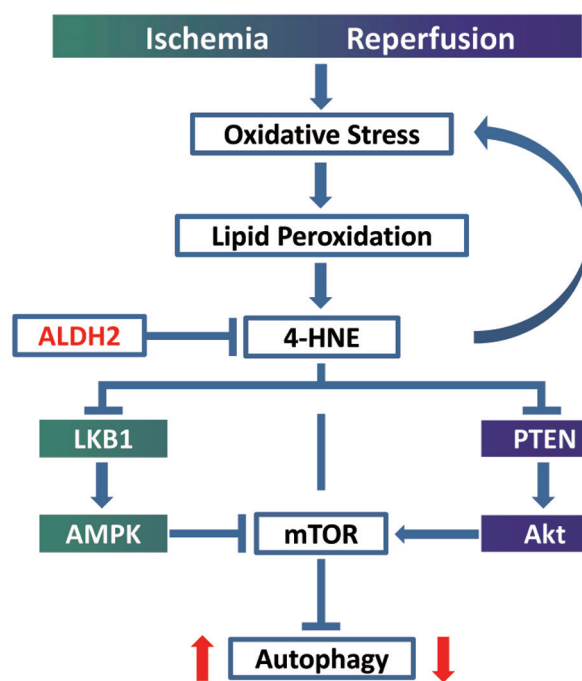 Ischemia Reperfusion
Oxidative Stress
Lipid Peroxidation
ALDH2 4-HNE
LKB1 PTEN
AMPK mTOR Akt
Autophagy